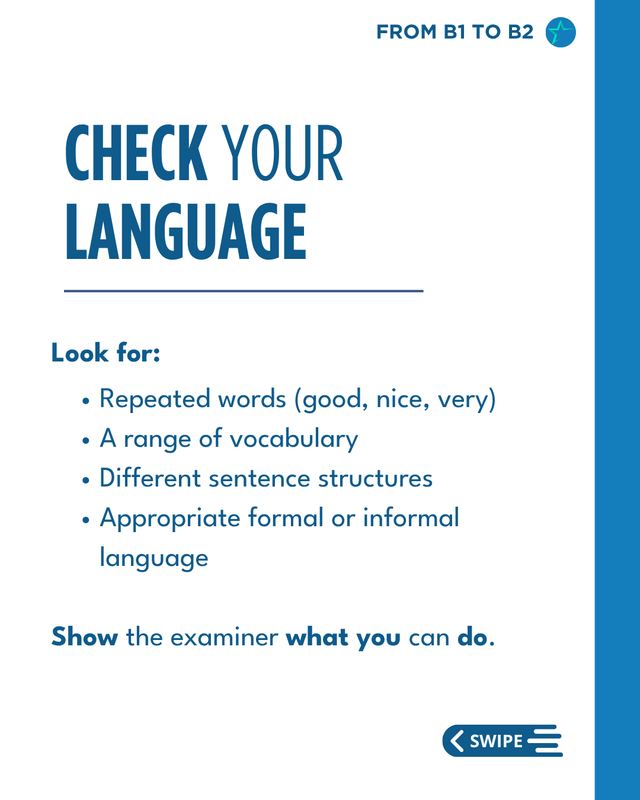 FROM B1 TO B2
CHECK YOUR
LANGUAGE
Look for:
• Repeated words (good, nice, very)
• A range of vocabulary
• Different sentence structures
• Appropriate formal or informal
language
Show the examiner what you can do.
SWIPE